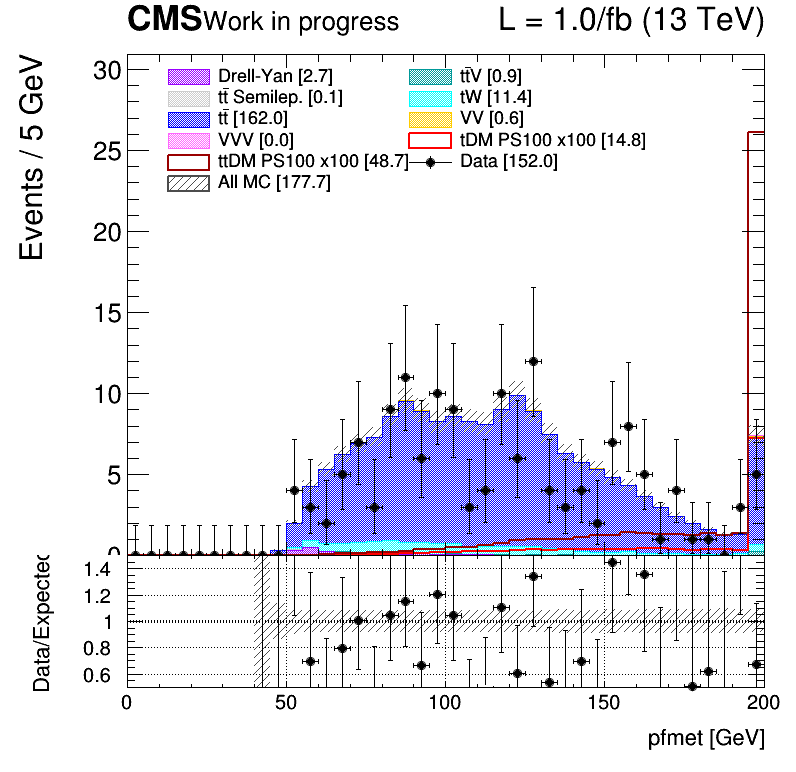 CMS Work in progress L = 1.0/fb (13 TeV)
Events / 5 GeV
30
25
20
15
10
5
0
Drell-Yan [2.7]
tt̄ Semilep. [0.1]
tt̄ [162.0]
VVV [0.0]
ttDM PS100 x100 [48.7]
All MC [177.7]
tt̄V [0.9]
tW [11.4]
VV [0.6]
tDM PS100 x100 [14.8]
Data [152.0]
Data/Expected
1.4
1.2
1
0.8
0.6
0 50 100 150 200
pfmet [GeV]